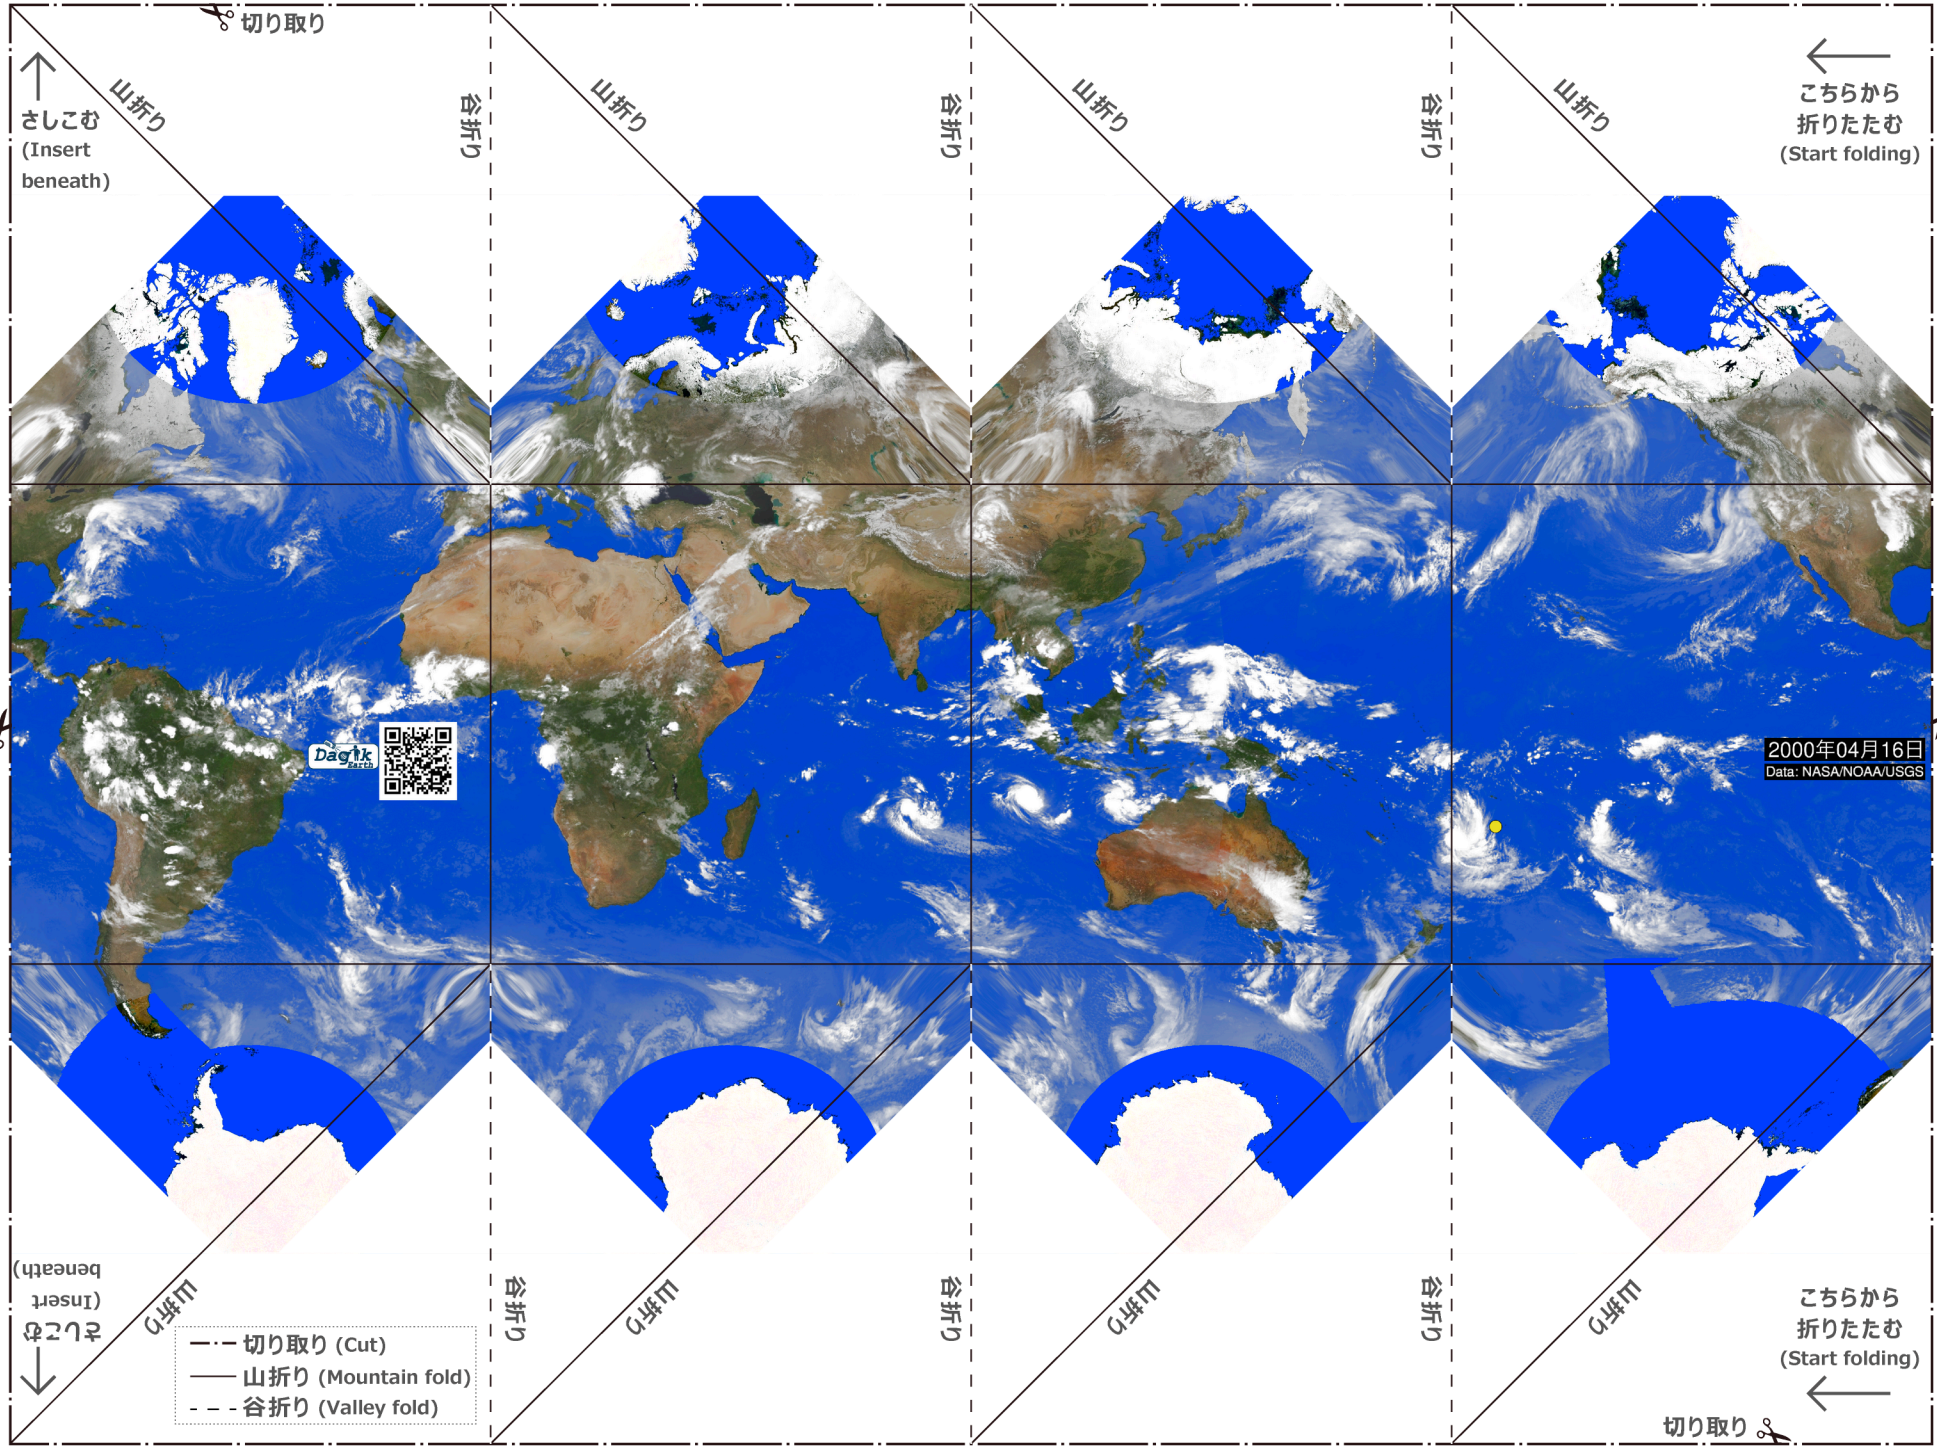 切り取り
さしこむ
(Insert
beneath)
山折り
谷折り
山折り
谷折り
山折り
谷折り
山折り
こちらから
折りたたむ
(Start folding)
Dagik
Earth
2000年04月16日
Data: NASA/NOAA/USGS
さしこむ
(Insert
beneath)
山折り
谷折り
山折り
谷折り
山折り
谷折り
山折り
こちらから
折りたたむ
(Start folding)
切り取り (Cut)
山折り (Mountain fold)
谷折り (Valley fold)
切り取り